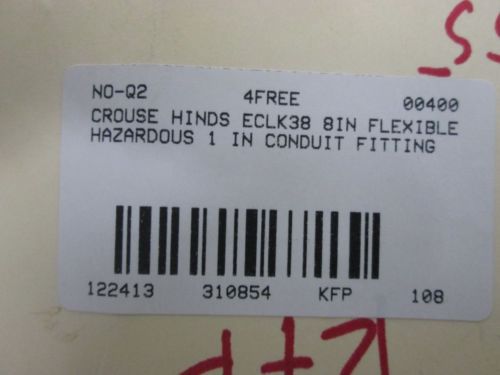 NO-Q2 4FREE 00400
CROUSE HINDS ECLK38 8IN FLEXIBLE
HAZARDOUS 1 IN CONDUIT FITTING
122413 310854 KFP 108